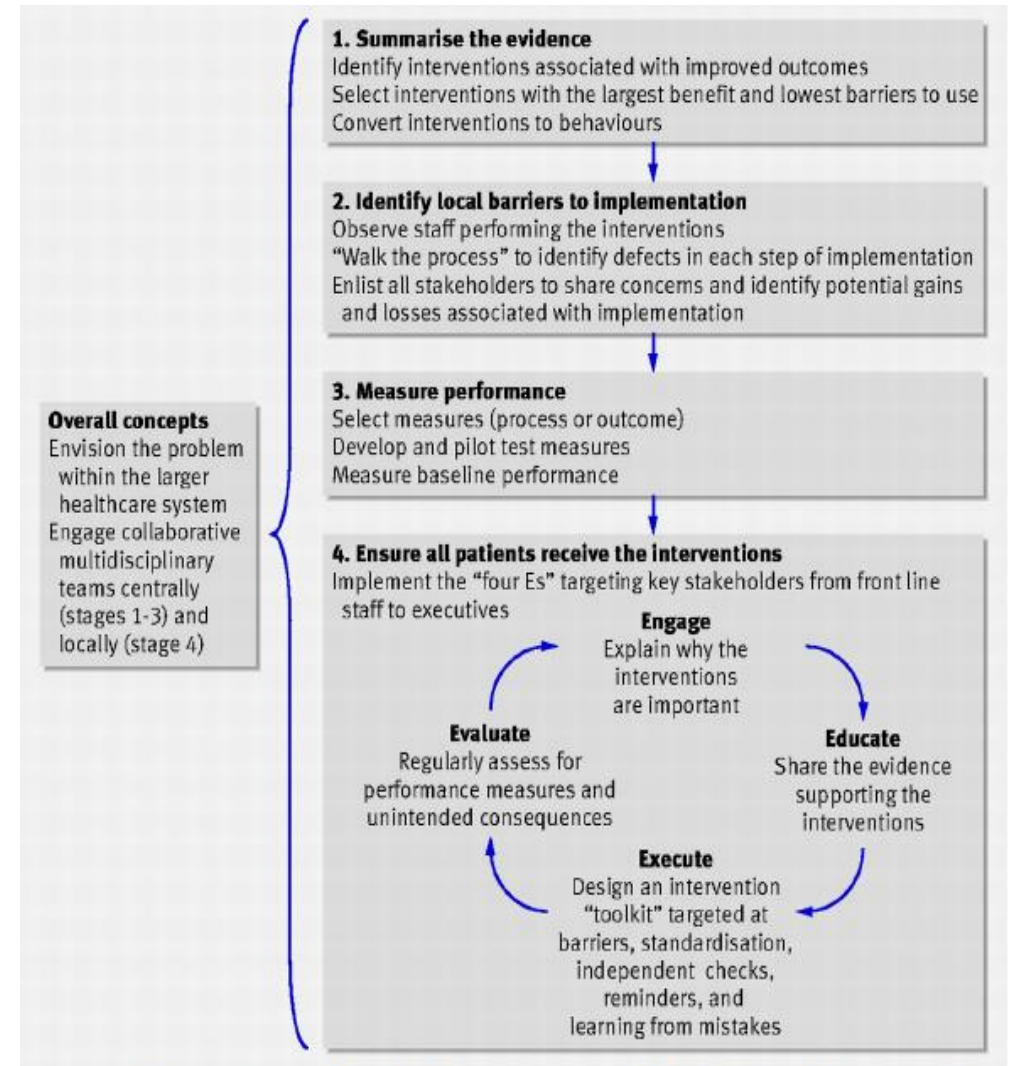 1. Summarise the evidence
Identify interventions associated with improved outcomes
Select interventions with the largest benefit and lowest barriers to use
Convert interventions to behaviours
2. Identify local barriers to implementation
Observe staff performing the interventions
“Walk the process” to identify defects in each step of implementation
Enlist all stakeholders to share concerns and identify potential gains
and losses associated with implementation
3. Measure performance
Select measures (process or outcome)
Develop and pilot test measures
Measure baseline performance
Overall concepts
Envision the problem
within the larger
healthcare system
Engage collaborative
multidisciplinary
teams centrally
(stages 1-3) and
locally (stage 4)
4. Ensure all patients receive the interventions
Implement the “four Es” targeting key stakeholders from front line
staff to executives
Engage
Explain why the
interventions
are important
Educate
Share the evidence
supporting the
interventions
Execute
Design an intervention
“toolkit” targeted at
barriers, standardisation,
independent checks,
reminders, and
learning from mistakes
Evaluate
Regularly assess for
performance measures and
unintended consequences